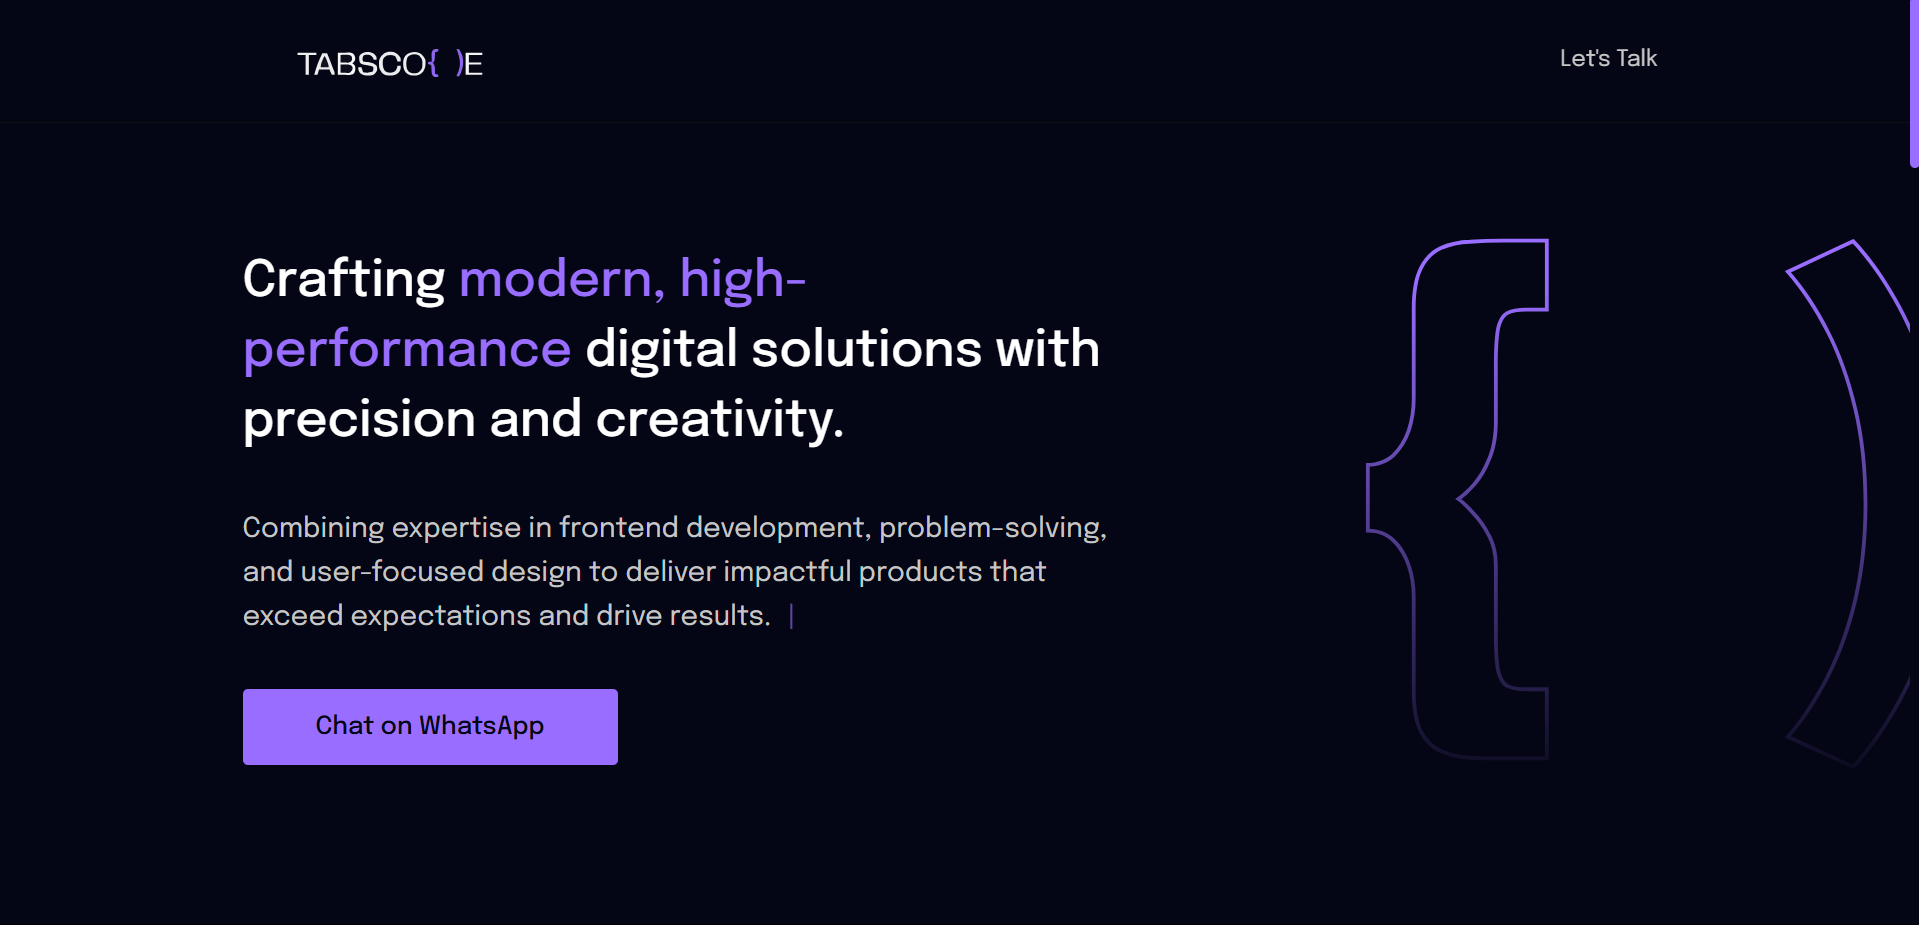 TABSCO{ )E
Let's Talk
Crafting modern, high-
performance digital solutions with
precision and creativity.
Combining expertise in frontend development, problem-solving,
and user-focused design to deliver impactful products that
exceed expectations and drive results. |
Chat on WhatsApp
{ )